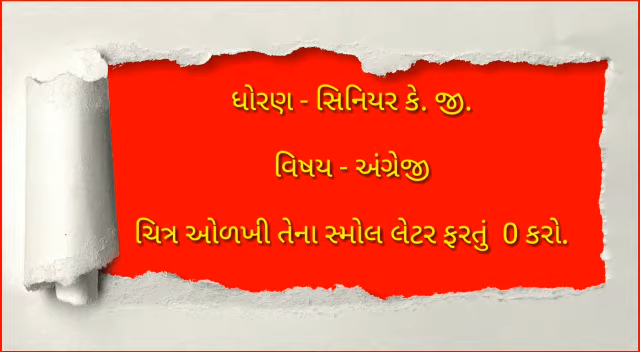 ધોરણ - સિનિયર કે. જી.
વિષય - અંગ્રેજી
ચિત્ર ઓળખી તેના સ્મોલ લેટર ફરતું 0 કરો.